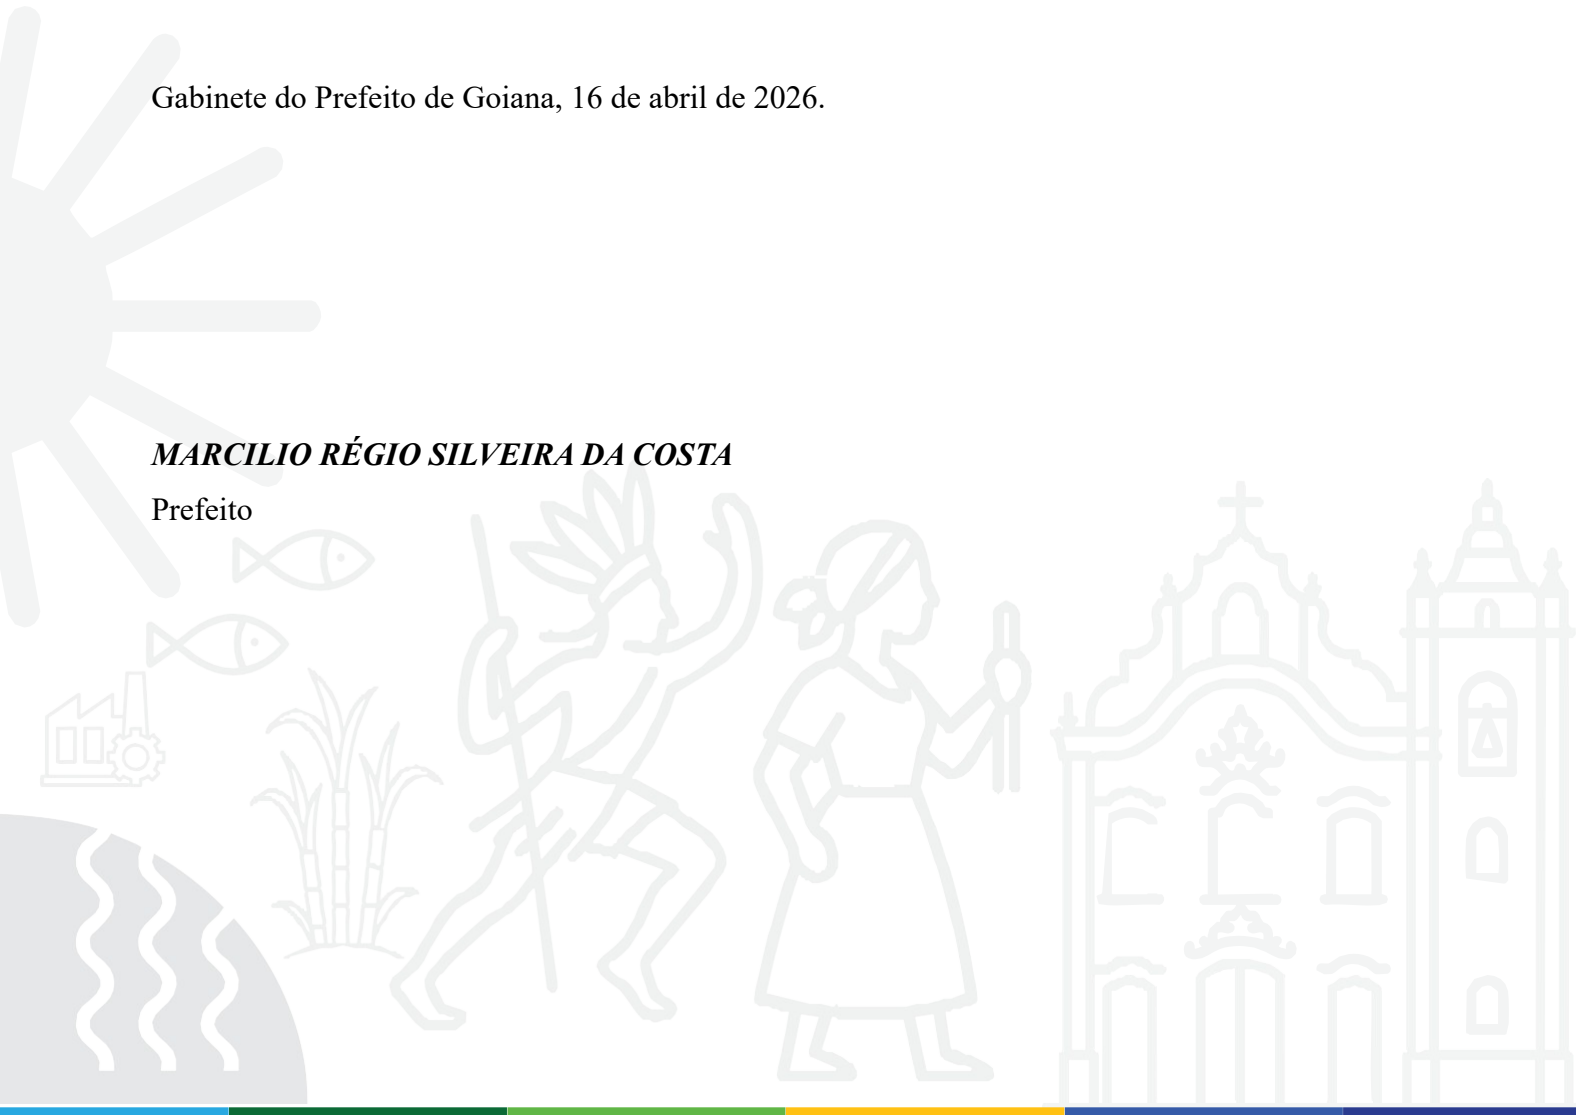 Gabinete do Prefeito de Goiana, 16 de abril de 2026.
MARCILIO RÉGIO SILVEIRA DA COSTA
Prefeito